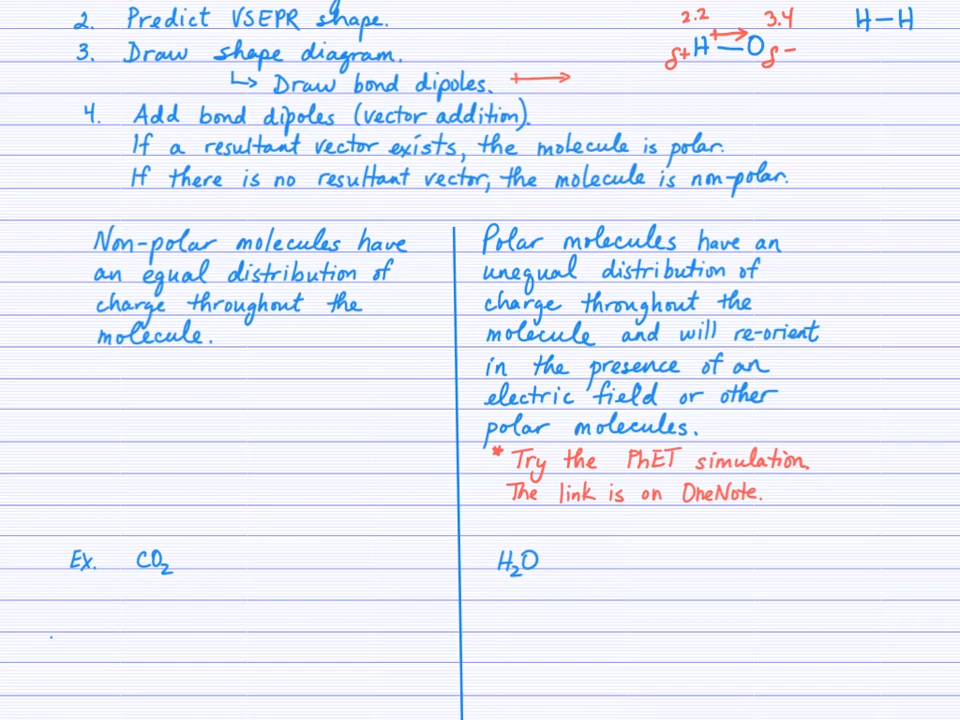 2. Predict VSEPR shape.
2.2 3.4 H-H
3. Draw shape diagram.
δ+ H-O δ-
↳ Draw bond dipoles.
4. Add bond dipoles (vector addition).
If a resultant vector exists, the molecule is polar.
If there is no resultant vector, the molecule is non-polar.
Non-polar molecules have
an equal distribution of
charge throughout the
molecule.
Polar molecules have an
unequal distribution of
charge throughout the
molecule and will re-orient
in the presence of an
electric field or other
polar molecules.
* Try the PhET simulation.
The link is on OneNote.
Ex. CO₂
H₂O